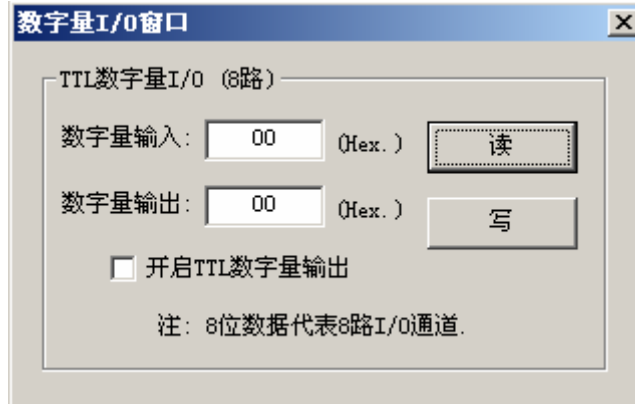 数字量I/O窗口
TTL数字量I/O (8路)
数字量输入: 00 (Hex.) 读
数字量输出: 00 (Hex.) 写
开启TTL数字量输出
注: 8位数据代表8路I/O通道.